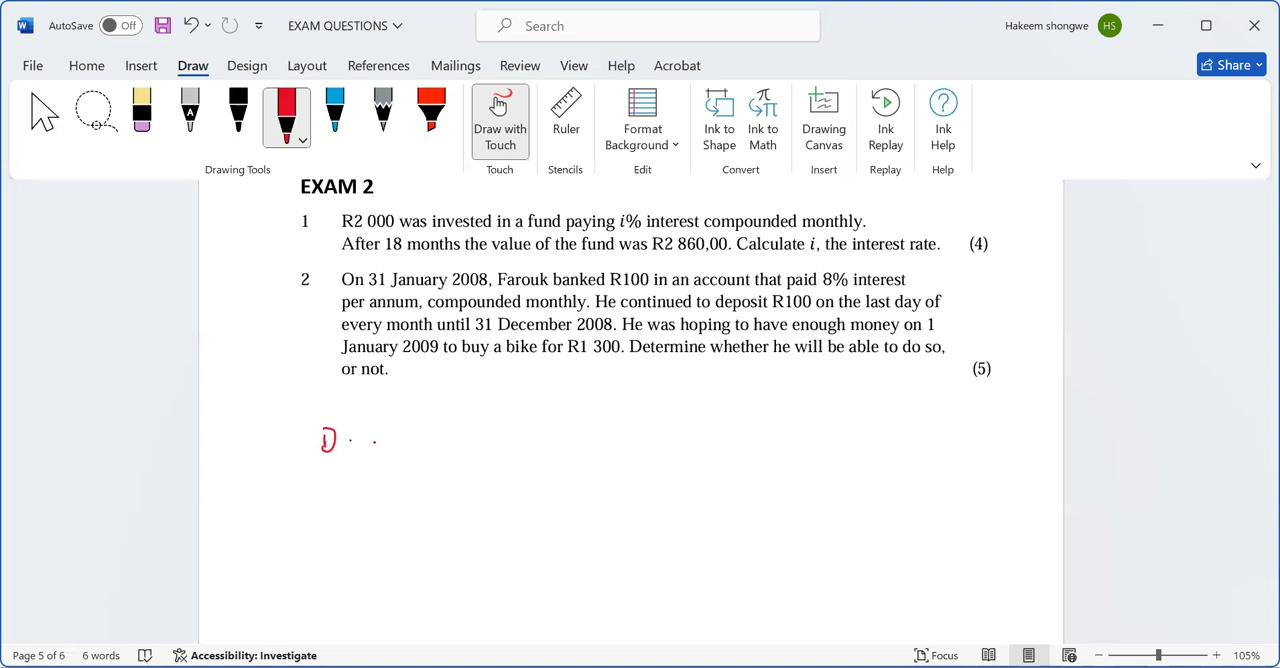 AutoSave Off EXAM QUESTIONS Search Hakeem shongwe HS
File Home Insert Draw Design Layout References Mailings Review View Help Acrobat Share
A
Draw with Touch Ruler Format Background Ink to Shape Ink to Math Drawing Canvas Ink Replay Ink Help
Drawing Tools Touch Stencils Edit Convert Insert Replay Help
EXAM 2
1 R2 000 was invested in a fund paying i% interest compounded monthly.
After 18 months the value of the fund was R2 860,00. Calculate i, the interest rate. (4)
2 On 31 January 2008, Farouk banked R100 in an account that paid 8% interest
per annum, compounded monthly. He continued to deposit R100 on the last day of
every month until 31 December 2008. He was hoping to have enough money on 1
January 2009 to buy a bike for R1 300. Determine whether he will be able to do so,
or not. (5)
Page 5 of 6 6 words Accessibility: Investigate Focus 105%